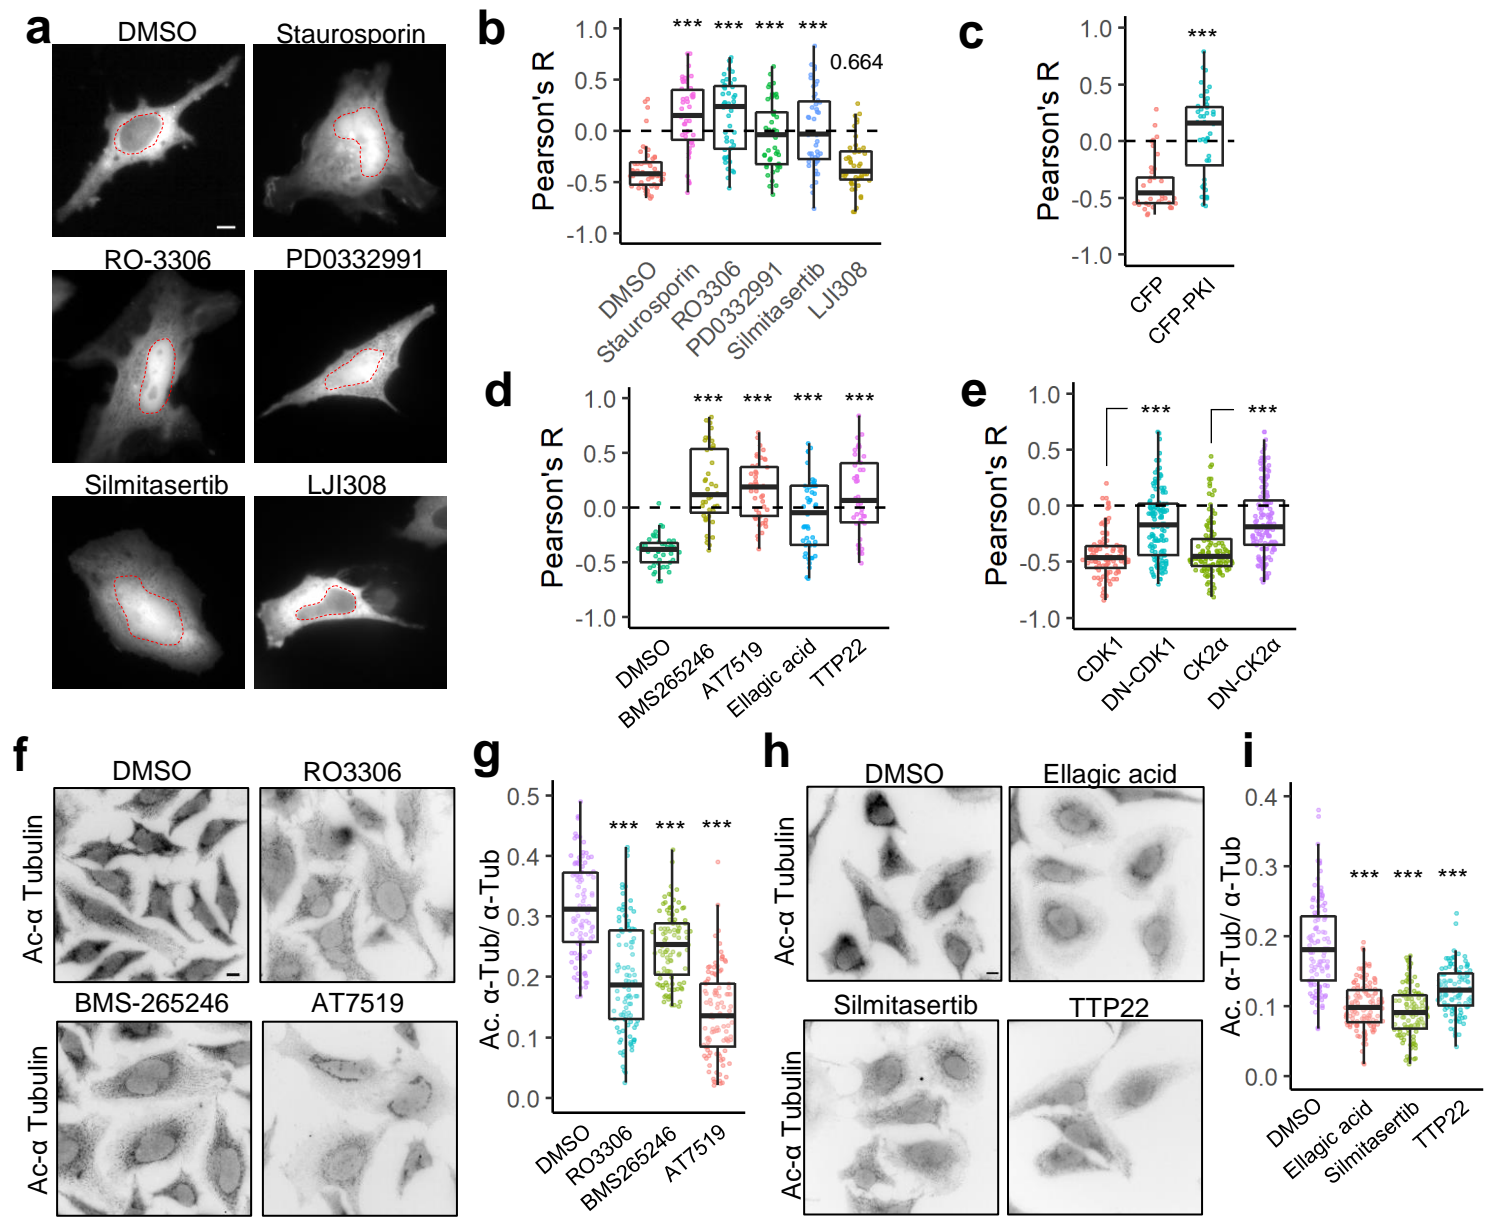 a
DMSO
Staurosporin
RO-3306
PD0332991
Silmitasertib
LJI308
b
Pearson's R
1.0
0.5
0.0
-0.5
-1.0
*** *** *** ***
0.664
DMSO
Staurosporin
RO3306
PD0332991
Silmitasertib
LJI308
c
Pearson's R
1.0
0.5
0.0
-0.5
-1.0
***
CFP
CFP-PKI
d
Pearson's R
1.0
0.5
0.0
-0.5
-1.0
*** *** *** ***
DMSO
BMS265246
AT7519
Ellagic acid
TTP22
e
Pearson's R
1.0
0.5
0.0
-0.5
-1.0
*** ***
CDK1
DN-CDK1
CK2α
DN-CK2α
f
DMSO
RO3306
Ac-α Tubulin
BMS-265246
AT7519
Ac-α Tubulin
g
Ac. α-Tub/ α-Tub
0.5
0.4
0.3
0.2
0.1
0.0
*** *** ***
DMSO
RO3306
BMS265246
AT7519
h
DMSO
Ellagic acid
Ac-α Tubulin
Silmitasertib
TTP22
Ac-α Tubulin
i
Ac. α-Tub/ α-Tub
0.4
0.3
0.2
0.1
0.0
*** *** ***
DMSO
Ellagic acid
Silmitasertib
TTP22